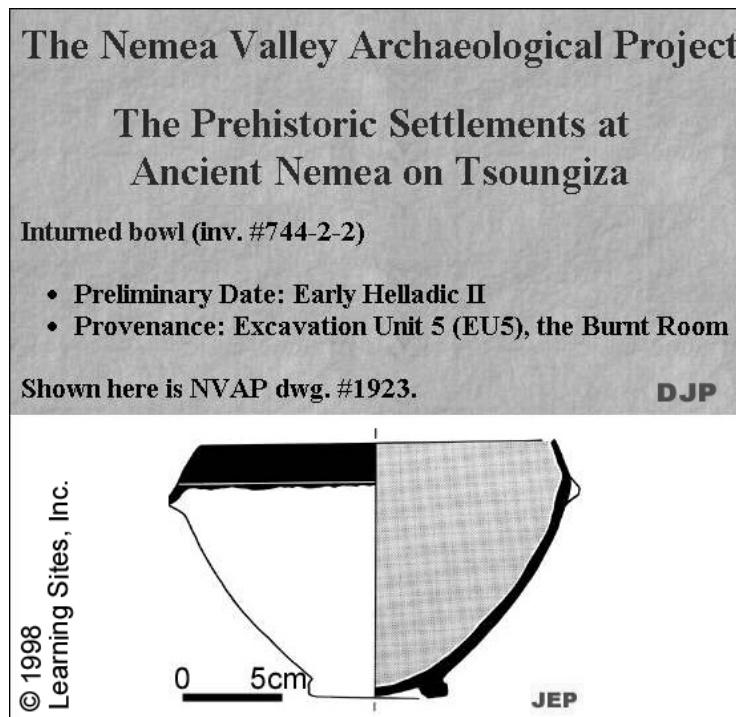 The Nemea Valley Archaeological Project
The Prehistoric Settlements at
Ancient Nemea on Tsoungiza
Inturned bowl (inv. #744-2-2)
• Preliminary Date: Early Helladic II
• Provenance: Excavation Unit 5 (EU5), the Burnt Room
Shown here is NVAP dwg. #1923.
DJP
© 1998
Learning Sites, Inc.
0 5cm
JEP